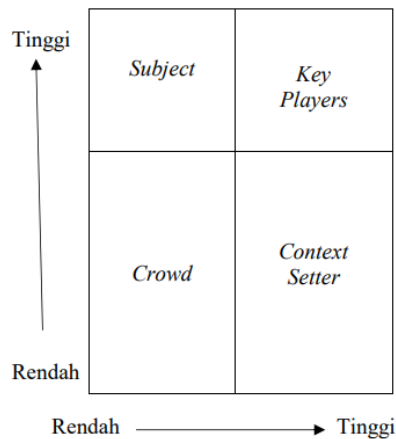 Tinggi
Subject
Key
Players
Crowd
Context
Setter
Rendah
Rendah
Tinggi